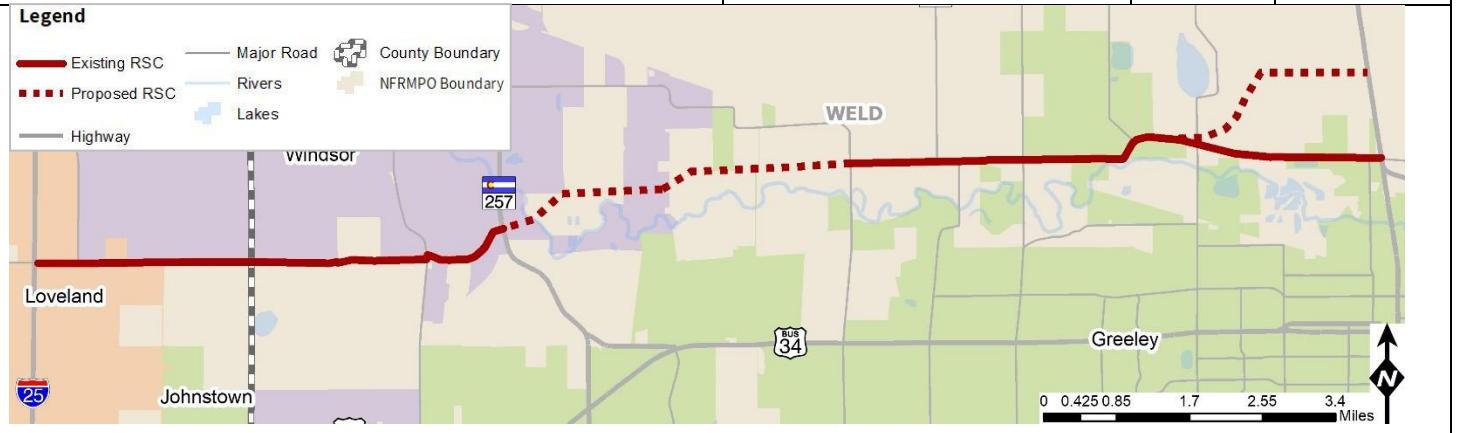 Legend
Existing RSC
Proposed RSC
Highway
Major Road
Rivers
Lakes
County Boundary
NFRMPO Boundary
WELD
Windsor
257
Loveland
25
Johnstown
BUS
34
Greeley
N
0 0.425 0.85 1.7 2.55 3.4
Miles